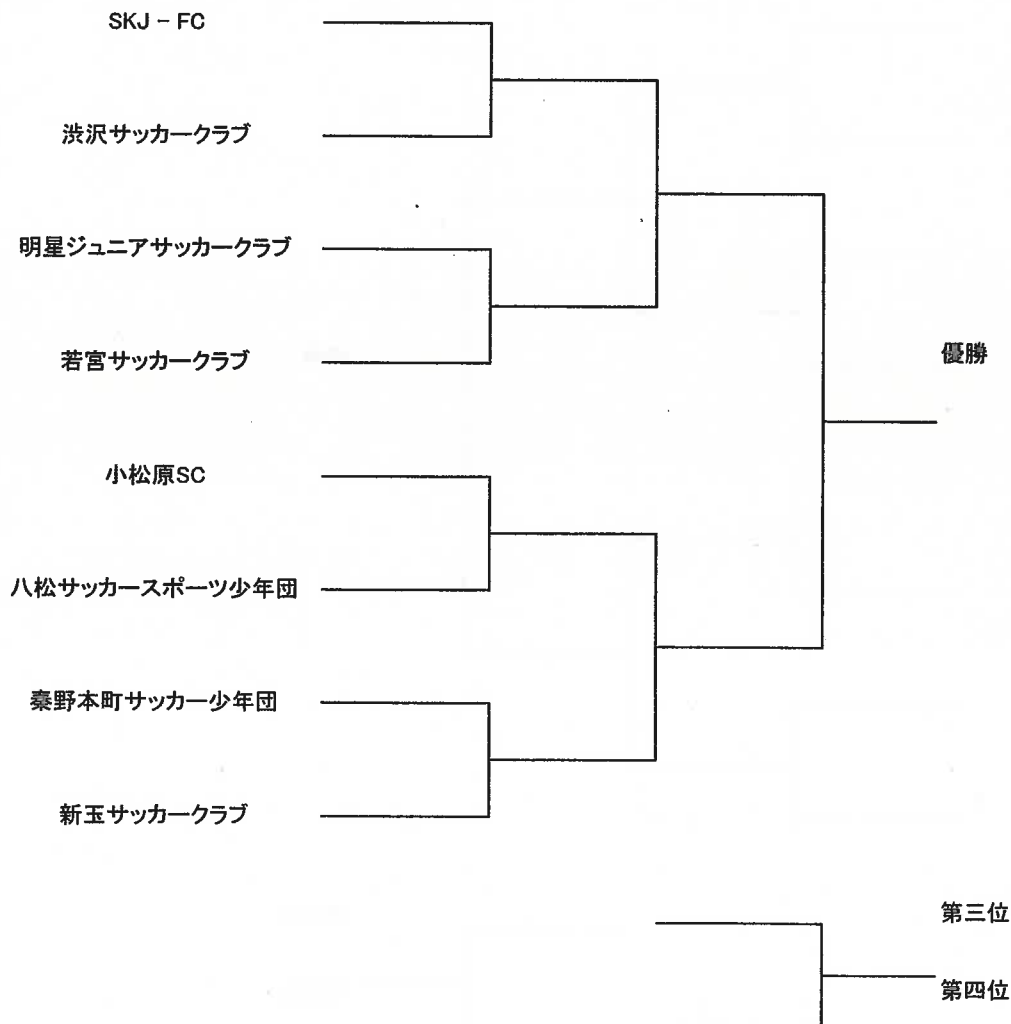 SKJ－FC
渋沢サッカークラブ
明星ジュニアサッカークラブ
若宮サッカークラブ
優勝
小松原SC
八松サッカースポーツ少年団
秦野本町サッカー少年団
新玉サッカークラブ
第三位
第四位